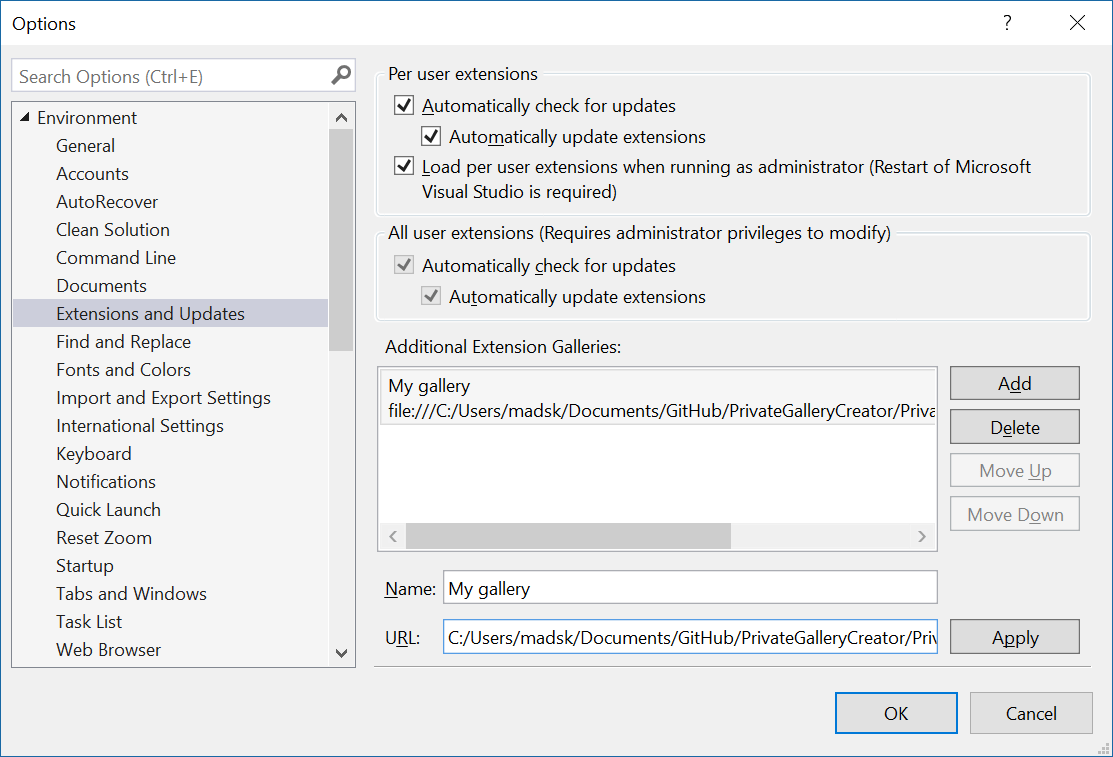 Options
?
Search Options (Ctrl+E)
Environment
General
Accounts
AutoRecover
Clean Solution
Command Line
Documents
Extensions and Updates
Find and Replace
Fonts and Colors
Import and Export Settings
International Settings
Keyboard
Notifications
Quick Launch
Reset Zoom
Startup
Tabs and Windows
Task List
Web Browser
Per user extensions
Automatically check for updates
Automatically update extensions
Load per user extensions when running as administrator (Restart of Microsoft
Visual Studio is required)
All user extensions (Requires administrator privileges to modify)
Automatically check for updates
Automatically update extensions
Additional Extension Galleries:
My gallery
file:///C:/Users/madsk/Documents/GitHub/PrivateGalleryCreator/Priva
Add
Delete
Move Up
Move Down
Name:
My gallery
URL:
C:/Users/madsk/Documents/GitHub/PrivateGalleryCreator/Priv
Apply
OK
Cancel